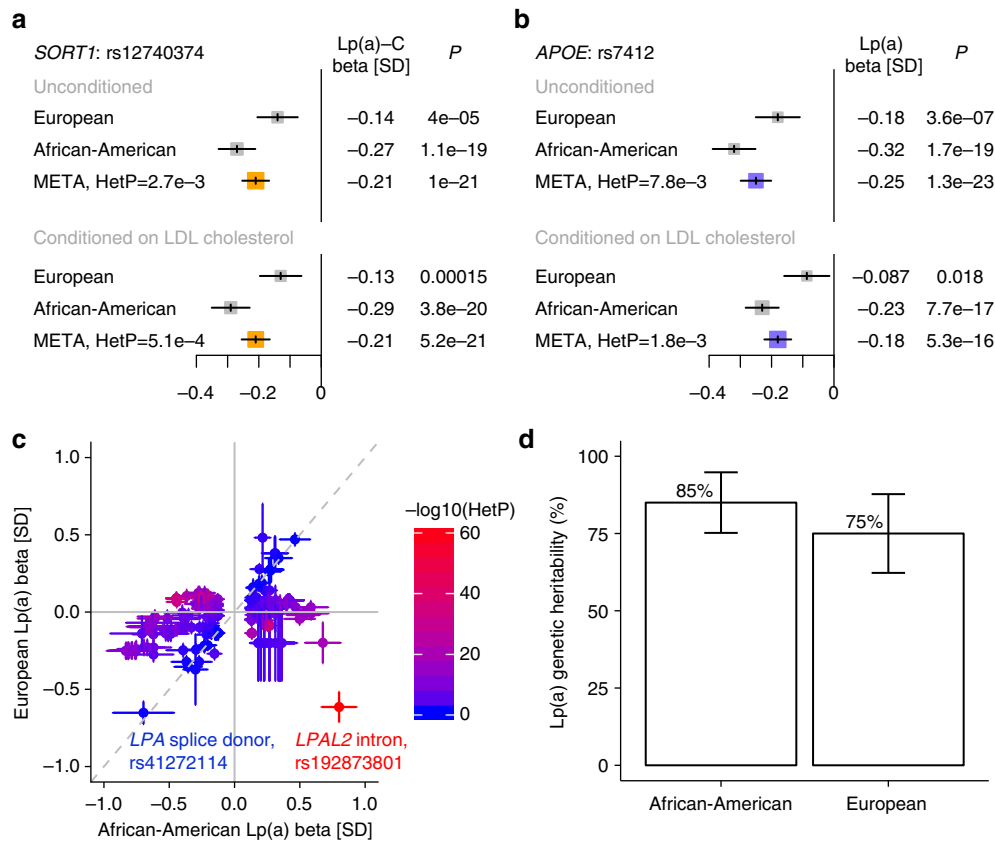 a
SORT1: rs12740374
Lp(a)–C
beta [SD]
P
Unconditioned
European –0.14 4e–05
African-American –0.27 1.1e–19
META, HetP=2.7e–3 –0.21 1e–21
Conditioned on LDL cholesterol
European –0.13 0.00015
African-American –0.29 3.8e–20
META, HetP=5.1e–4 –0.21 5.2e–21
–0.4 –0.2 0
b
APOE: rs7412
Lp(a)
beta [SD]
P
Unconditioned
European –0.18 3.6e–07
African-American –0.32 1.7e–19
META, HetP=7.8e–3 –0.25 1.3e–23
Conditioned on LDL cholesterol
European –0.087 0.018
African-American –0.23 7.7e–17
META, HetP=1.8e–3 –0.18 5.3e–16
–0.4 –0.2 0
c
European Lp(a) beta [SD]
1.0
0.5
0.0
–0.5
–1.0
LPA splice donor,
rs41272114
LPAL2 intron,
rs192873801
–1.0 –0.5 0.0 0.5 1.0
African-American Lp(a) beta [SD]
–log10(HetP)
60
40
20
0
d
Lp(a) genetic heritability (%)
100
75
50
25
0
85%
75%
African-American European